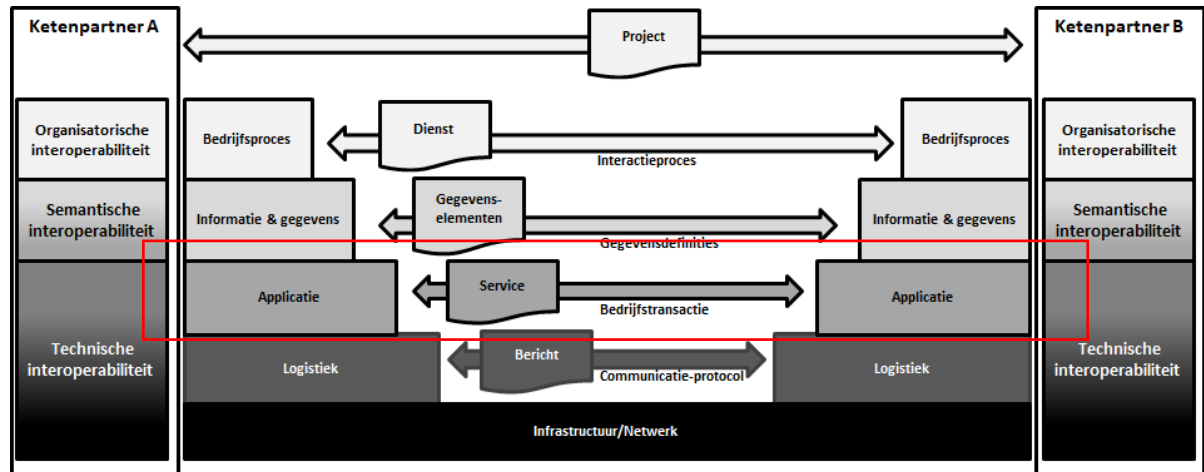 Ketenpartner A
Project
Ketenpartner B
Organisatorische
interoperabiliteit
Bedrijfsproces
Dienst
Interactieproces
Bedrijfsproces
Organisatorische
interoperabiliteit
Semantische
interoperabiliteit
Informatie & gegevens
Gegevens-
elementen
Gegevensdefinities
Informatie & gegevens
Semantische
interoperabiliteit
Applicatie
Service
Bedrijfstransactie
Applicatie
Technische
interoperabiliteit
Logistiek
Bericht
Communicatie-protocol
Logistiek
Technische
interoperabiliteit
Infrastructuur/Netwerk